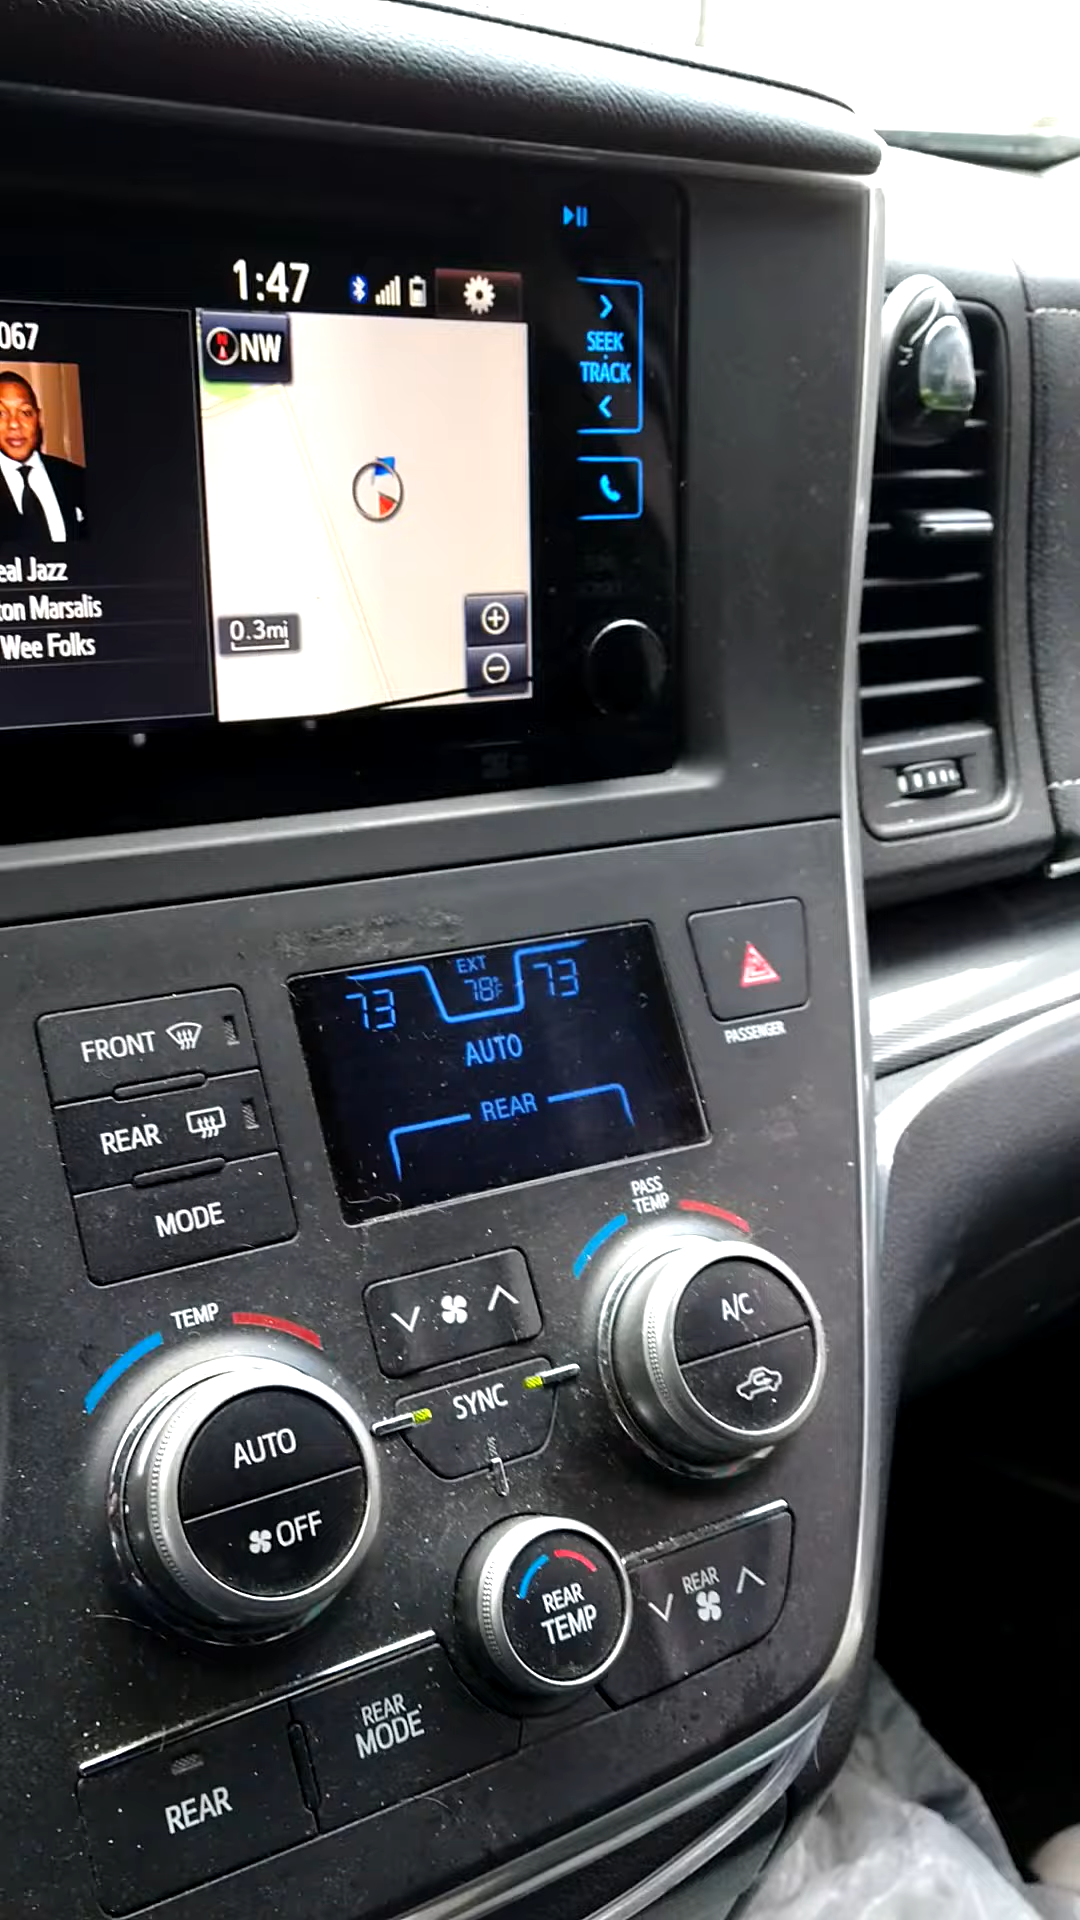 1:47
067
NW
N
SEEK
TRACK
eal Jazz
ton Marsalis
Wee Folks
0.3mi
EXT
73
78°F
73
AUTO
REAR
PASSENGER
FRONT
REAR
MODE
PASS
TEMP
TEMP
A/C
SYNC
AUTO
OFF
REAR
TEMP
REAR
REAR
MODE
REAR